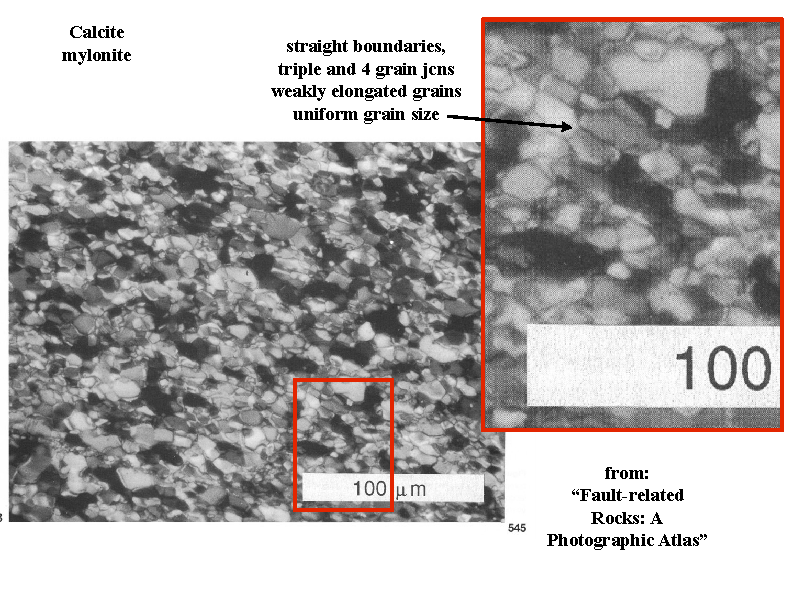 Calcite
mylonite
straight boundaries,
triple and 4 grain jcns
weakly elongated grains
uniform grain size
100
100 μm
545
from:
“Fault-related
Rocks: A
Photographic Atlas”